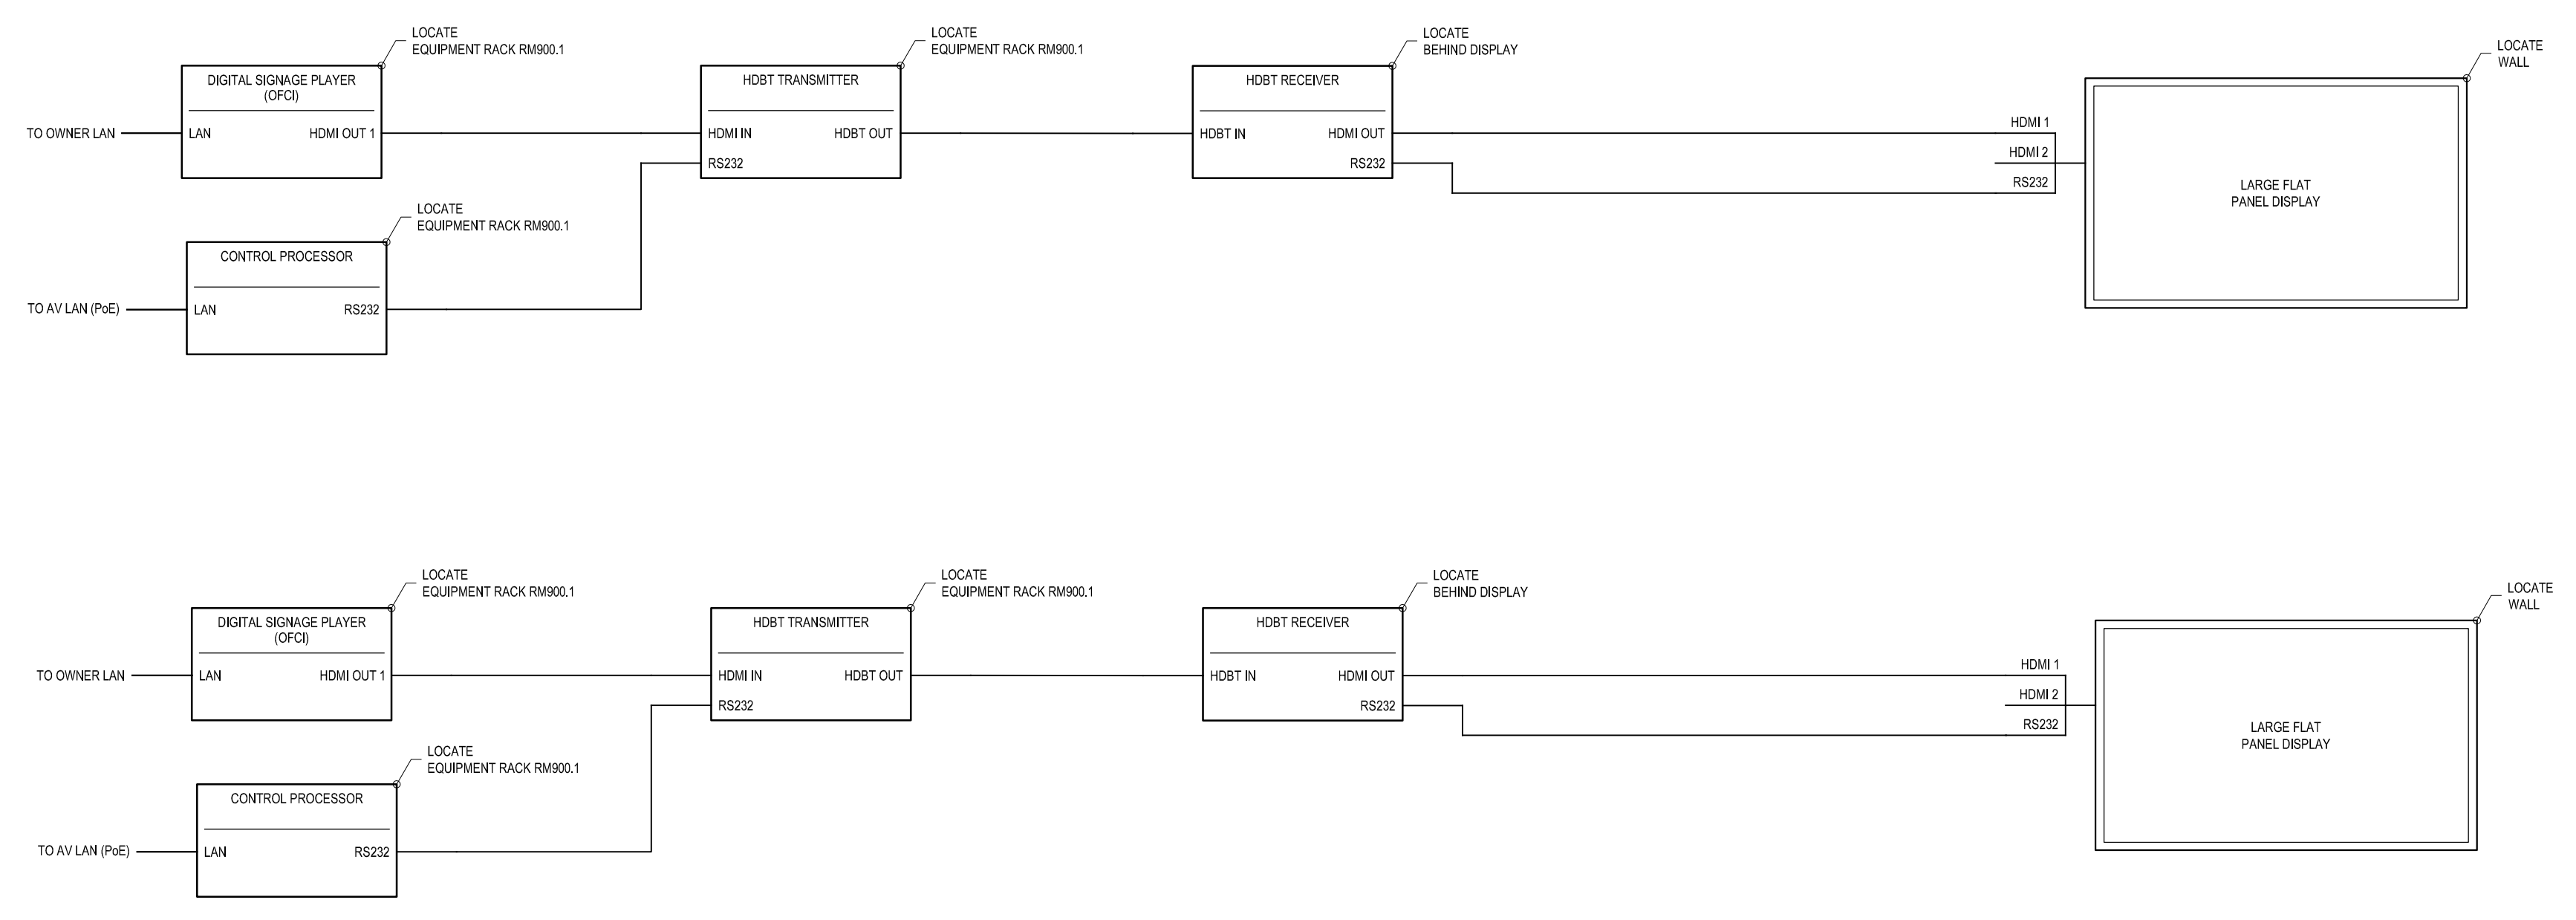 LOCATE
EQUIPMENT RACK RM900.1
LOCATE
EQUIPMENT RACK RM900.1
LOCATE
BEHIND DISPLAY
LOCATE
WALL
DIGITAL SIGNAGE PLAYER
(OFCI)
HDBT TRANSMITTER
HDBT RECEIVER
TO OWNER LAN
LAN
HDMI OUT 1
HDMI IN
HDBT OUT
HDBT IN
HDMI OUT
HDMI 1
RS232
RS232
HDMI 2
RS232
LARGE FLAT
PANEL DISPLAY
LOCATE
EQUIPMENT RACK RM900.1
CONTROL PROCESSOR
TO AV LAN (PoE)
LAN
RS232
LOCATE
EQUIPMENT RACK RM900.1
LOCATE
EQUIPMENT RACK RM900.1
LOCATE
BEHIND DISPLAY
LOCATE
WALL
DIGITAL SIGNAGE PLAYER
(OFCI)
HDBT TRANSMITTER
HDBT RECEIVER
TO OWNER LAN
LAN
HDMI OUT 1
HDMI IN
HDBT OUT
HDBT IN
HDMI OUT
HDMI 1
RS232
RS232
HDMI 2
RS232
LARGE FLAT
PANEL DISPLAY
LOCATE
EQUIPMENT RACK RM900.1
CONTROL PROCESSOR
TO AV LAN (PoE)
LAN
RS232